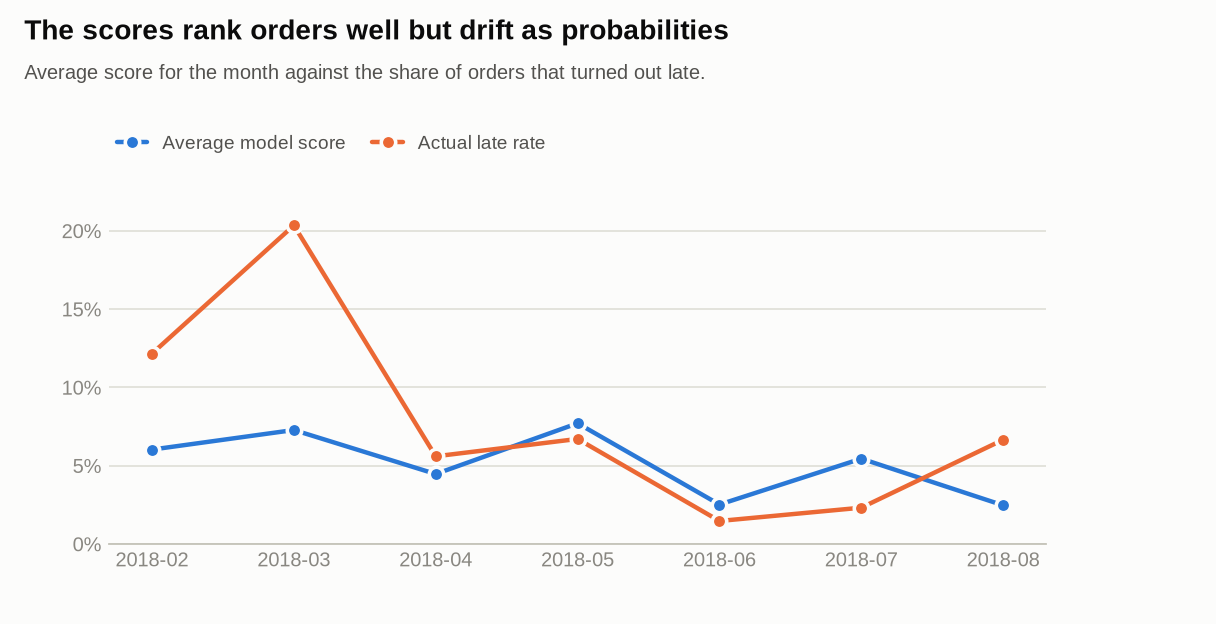 The scores rank orders well but drift as probabilities
Average score for the month against the share of orders that turned out late.
Average model score Actual late rate
20%
15%
10%
5%
0%
2018-02 2018-03 2018-04 2018-05 2018-06 2018-07 2018-08